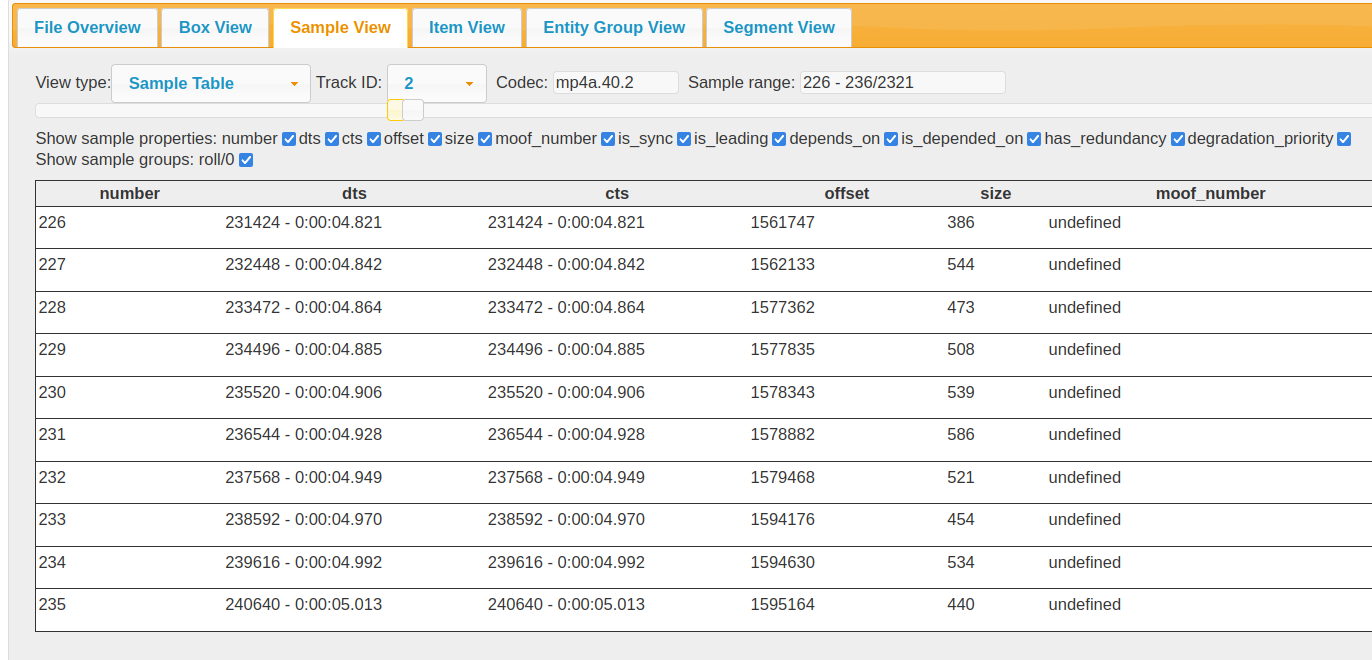 File Overview Box View Sample View Item View Entity Group View Segment View
View type: Sample Table Track ID: 2 Codec: mp4a.40.2 Sample range: 226 - 236/2321
Show sample properties: number dts cts offset size moof_number is_sync is_leading depends_on is_depended_on has_redundancy degradation_priority
Show sample groups: roll/0
number dts cts offset size moof_number
226 231424 - 0:00:04.821 231424 - 0:00:04.821 1561747 386 undefined
227 232448 - 0:00:04.842 232448 - 0:00:04.842 1562133 544 undefined
228 233472 - 0:00:04.864 233472 - 0:00:04.864 1577362 473 undefined
229 234496 - 0:00:04.885 234496 - 0:00:04.885 1577835 508 undefined
230 235520 - 0:00:04.906 235520 - 0:00:04.906 1578343 539 undefined
231 236544 - 0:00:04.928 236544 - 0:00:04.928 1578882 586 undefined
232 237568 - 0:00:04.949 237568 - 0:00:04.949 1579468 521 undefined
233 238592 - 0:00:04.970 238592 - 0:00:04.970 1594176 454 undefined
234 239616 - 0:00:04.992 239616 - 0:00:04.992 1594630 534 undefined
235 240640 - 0:00:05.013 240640 - 0:00:05.013 1595164 440 undefined